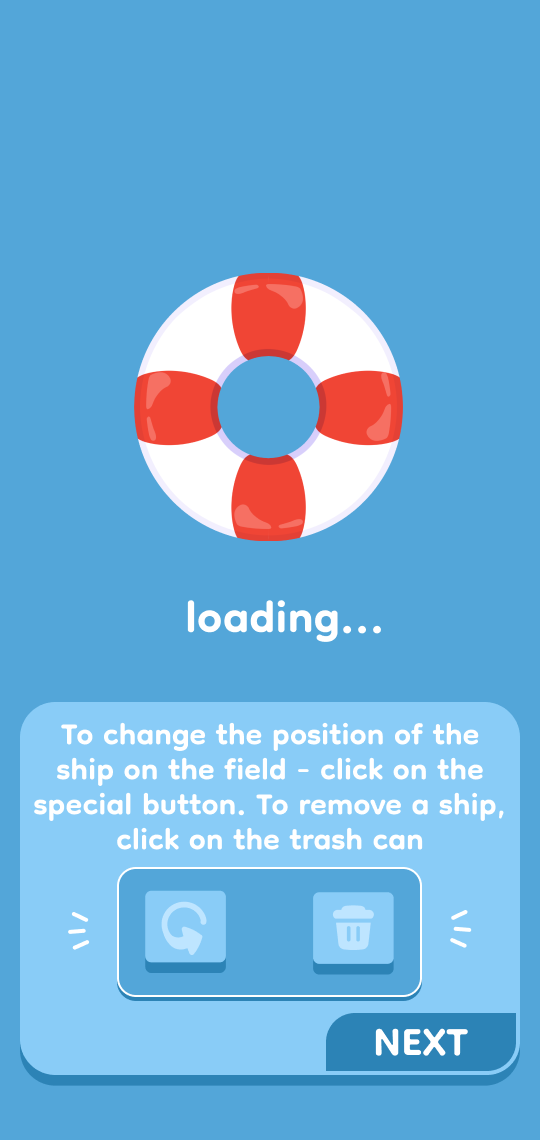 loading...
To change the position of the
ship on the field - click on the
special button. To remove a ship,
click on the trash can
NEXT